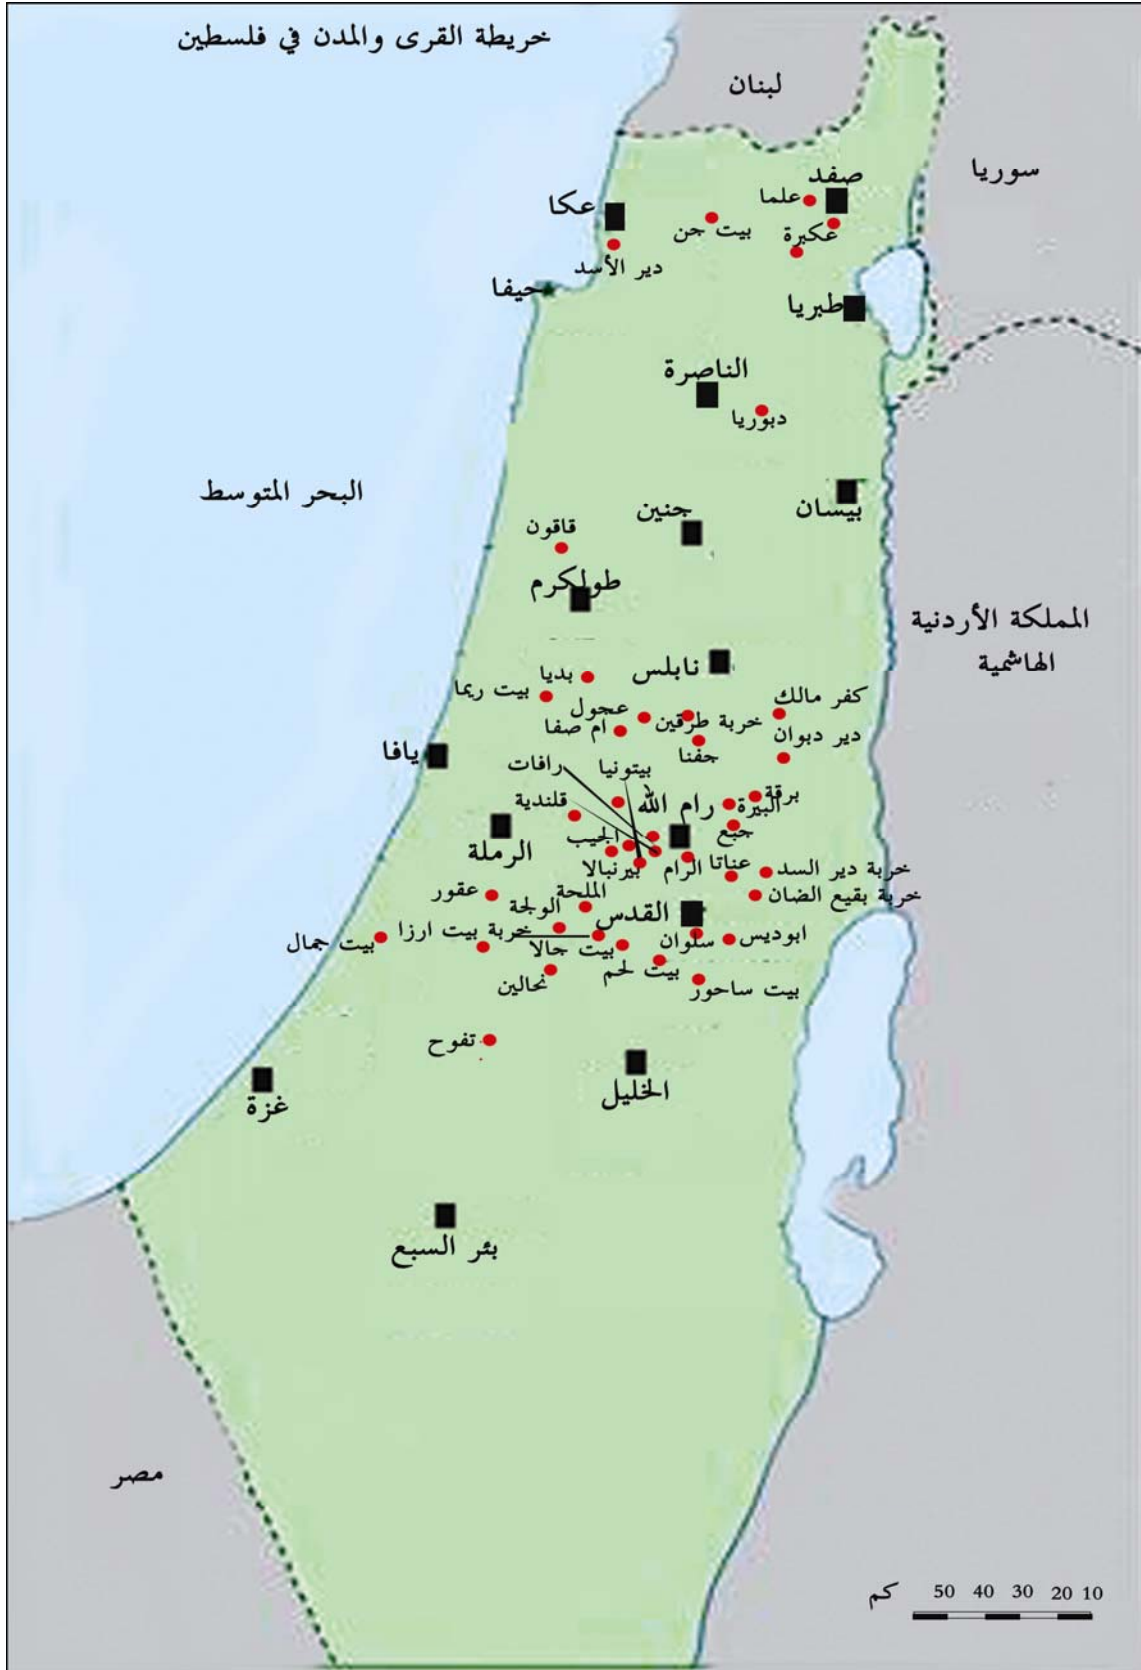 خريطة القرى والمدن في فلسطين
لبنان
سوريا
صفد
علما
عكا
بيت جن
عكبرة
دير الأسد
حيفا
طبريا
الناصرة
دبوريا
البحر المتوسط
بيسان
جنين
قاقون
طولكرم
المملكة الأردنية
الهاشمية
نابلس
بديا
بيت ريما
كفر مالك
عجول
خربة طرقين
ام صفا
دير دبوان
جفنا
يافا
بيتونيا
رافات
برقة
البيرة
رام الله
قلندية
جبع
الجيب
الرملة
الرام
عناتا
بيرنبالا
خربة دير السد
خربة بقيع الضان
عقور
الملحة
الولجة
القدس
خربة بيت ارزا
بيت جمال
ابوديس
سلوان
بيت جالا
بيت لحم
نحالين
بيت ساحور
تفوح
الخليل
غزة
بئر السبع
مصر
كم 50 40 30 20 10